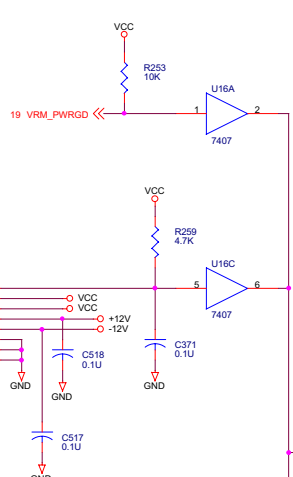 VCC
R253
10K
U16A
19 VRM_PWRGD
1
2
7407
VCC
R259
4.7K
U16C
5
6
7407
VCC
VCC
+12V
-12V
C518
0.1U
C371
0.1U
GND
GND
GND
C517
0.1U
GND